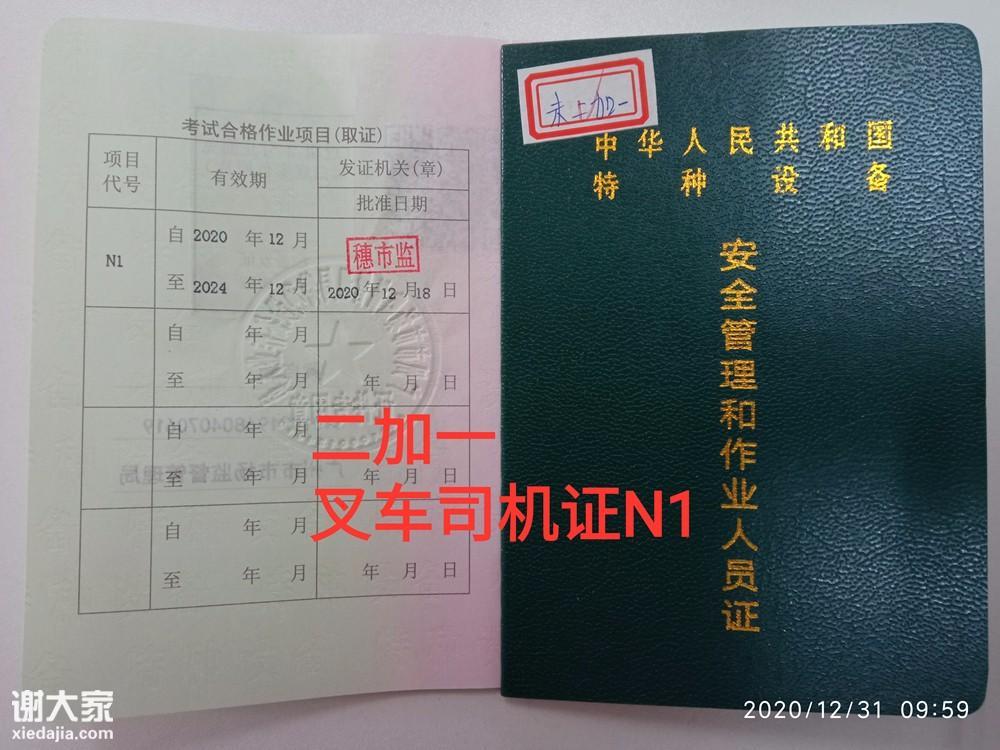 考试合格作业项目(取证)
项目代号 有效期 发证机关(章)
批准日期
N1 自 2020 年 12 月 穗市监
至 2024 年 12 月 2020 年 12 月 18 日
自 年 月
至 年 月 年 月 日
自 年 月
至 年 月 年 月 日
自 年 月
至 年 月 年 月 日
二加一
叉车司机证N1
中华人民共和国
特种设备
安全管理和作业人员证
谢大家
xiedajia.com
2020/12/31 09:59